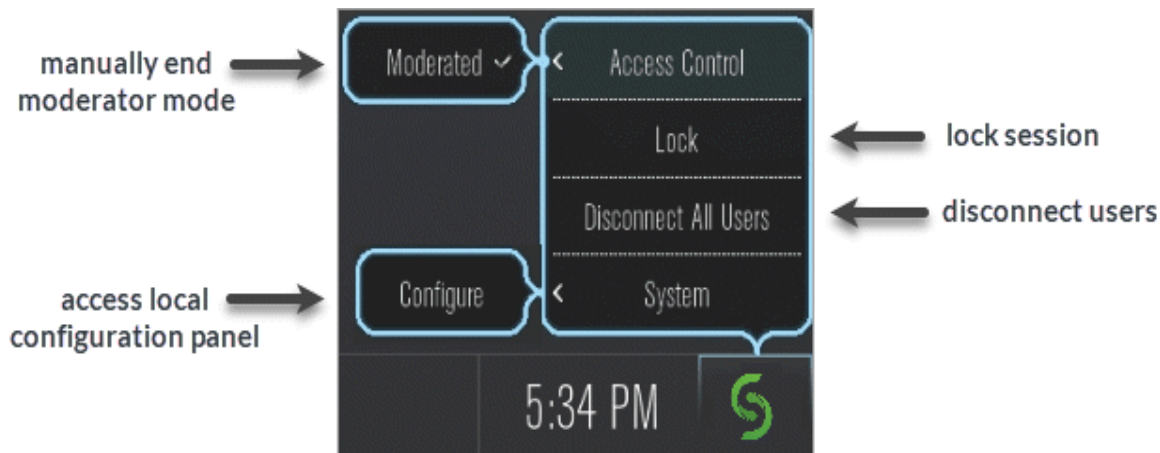 manually end
moderator mode
Moderated
Access Control
Lock
lock session
Disconnect All Users
disconnect users
access local
configuration panel
Configure
System
5:34 PM